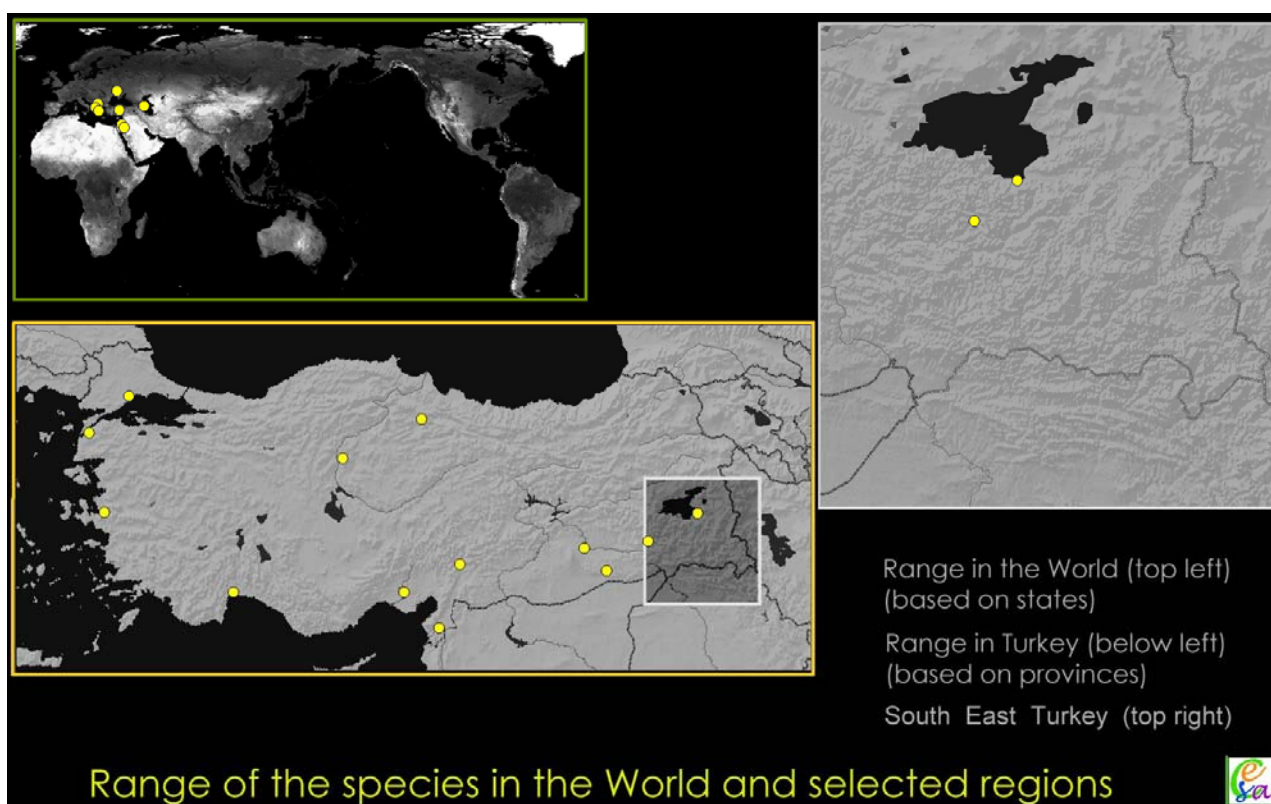 Range in the World (top left)
(based on states)
Range in Turkey (below left)
(based on provinces)
South East Turkey (top right)
Range of the species in the World and selected regions
esa